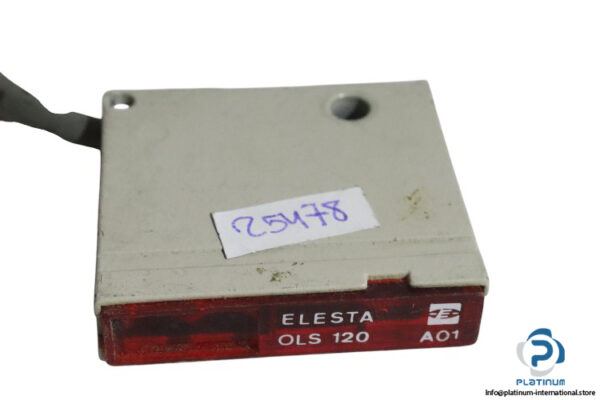 25478
ELESTA
OLS 120 A01
PLATINUM
info@platinum-international.store